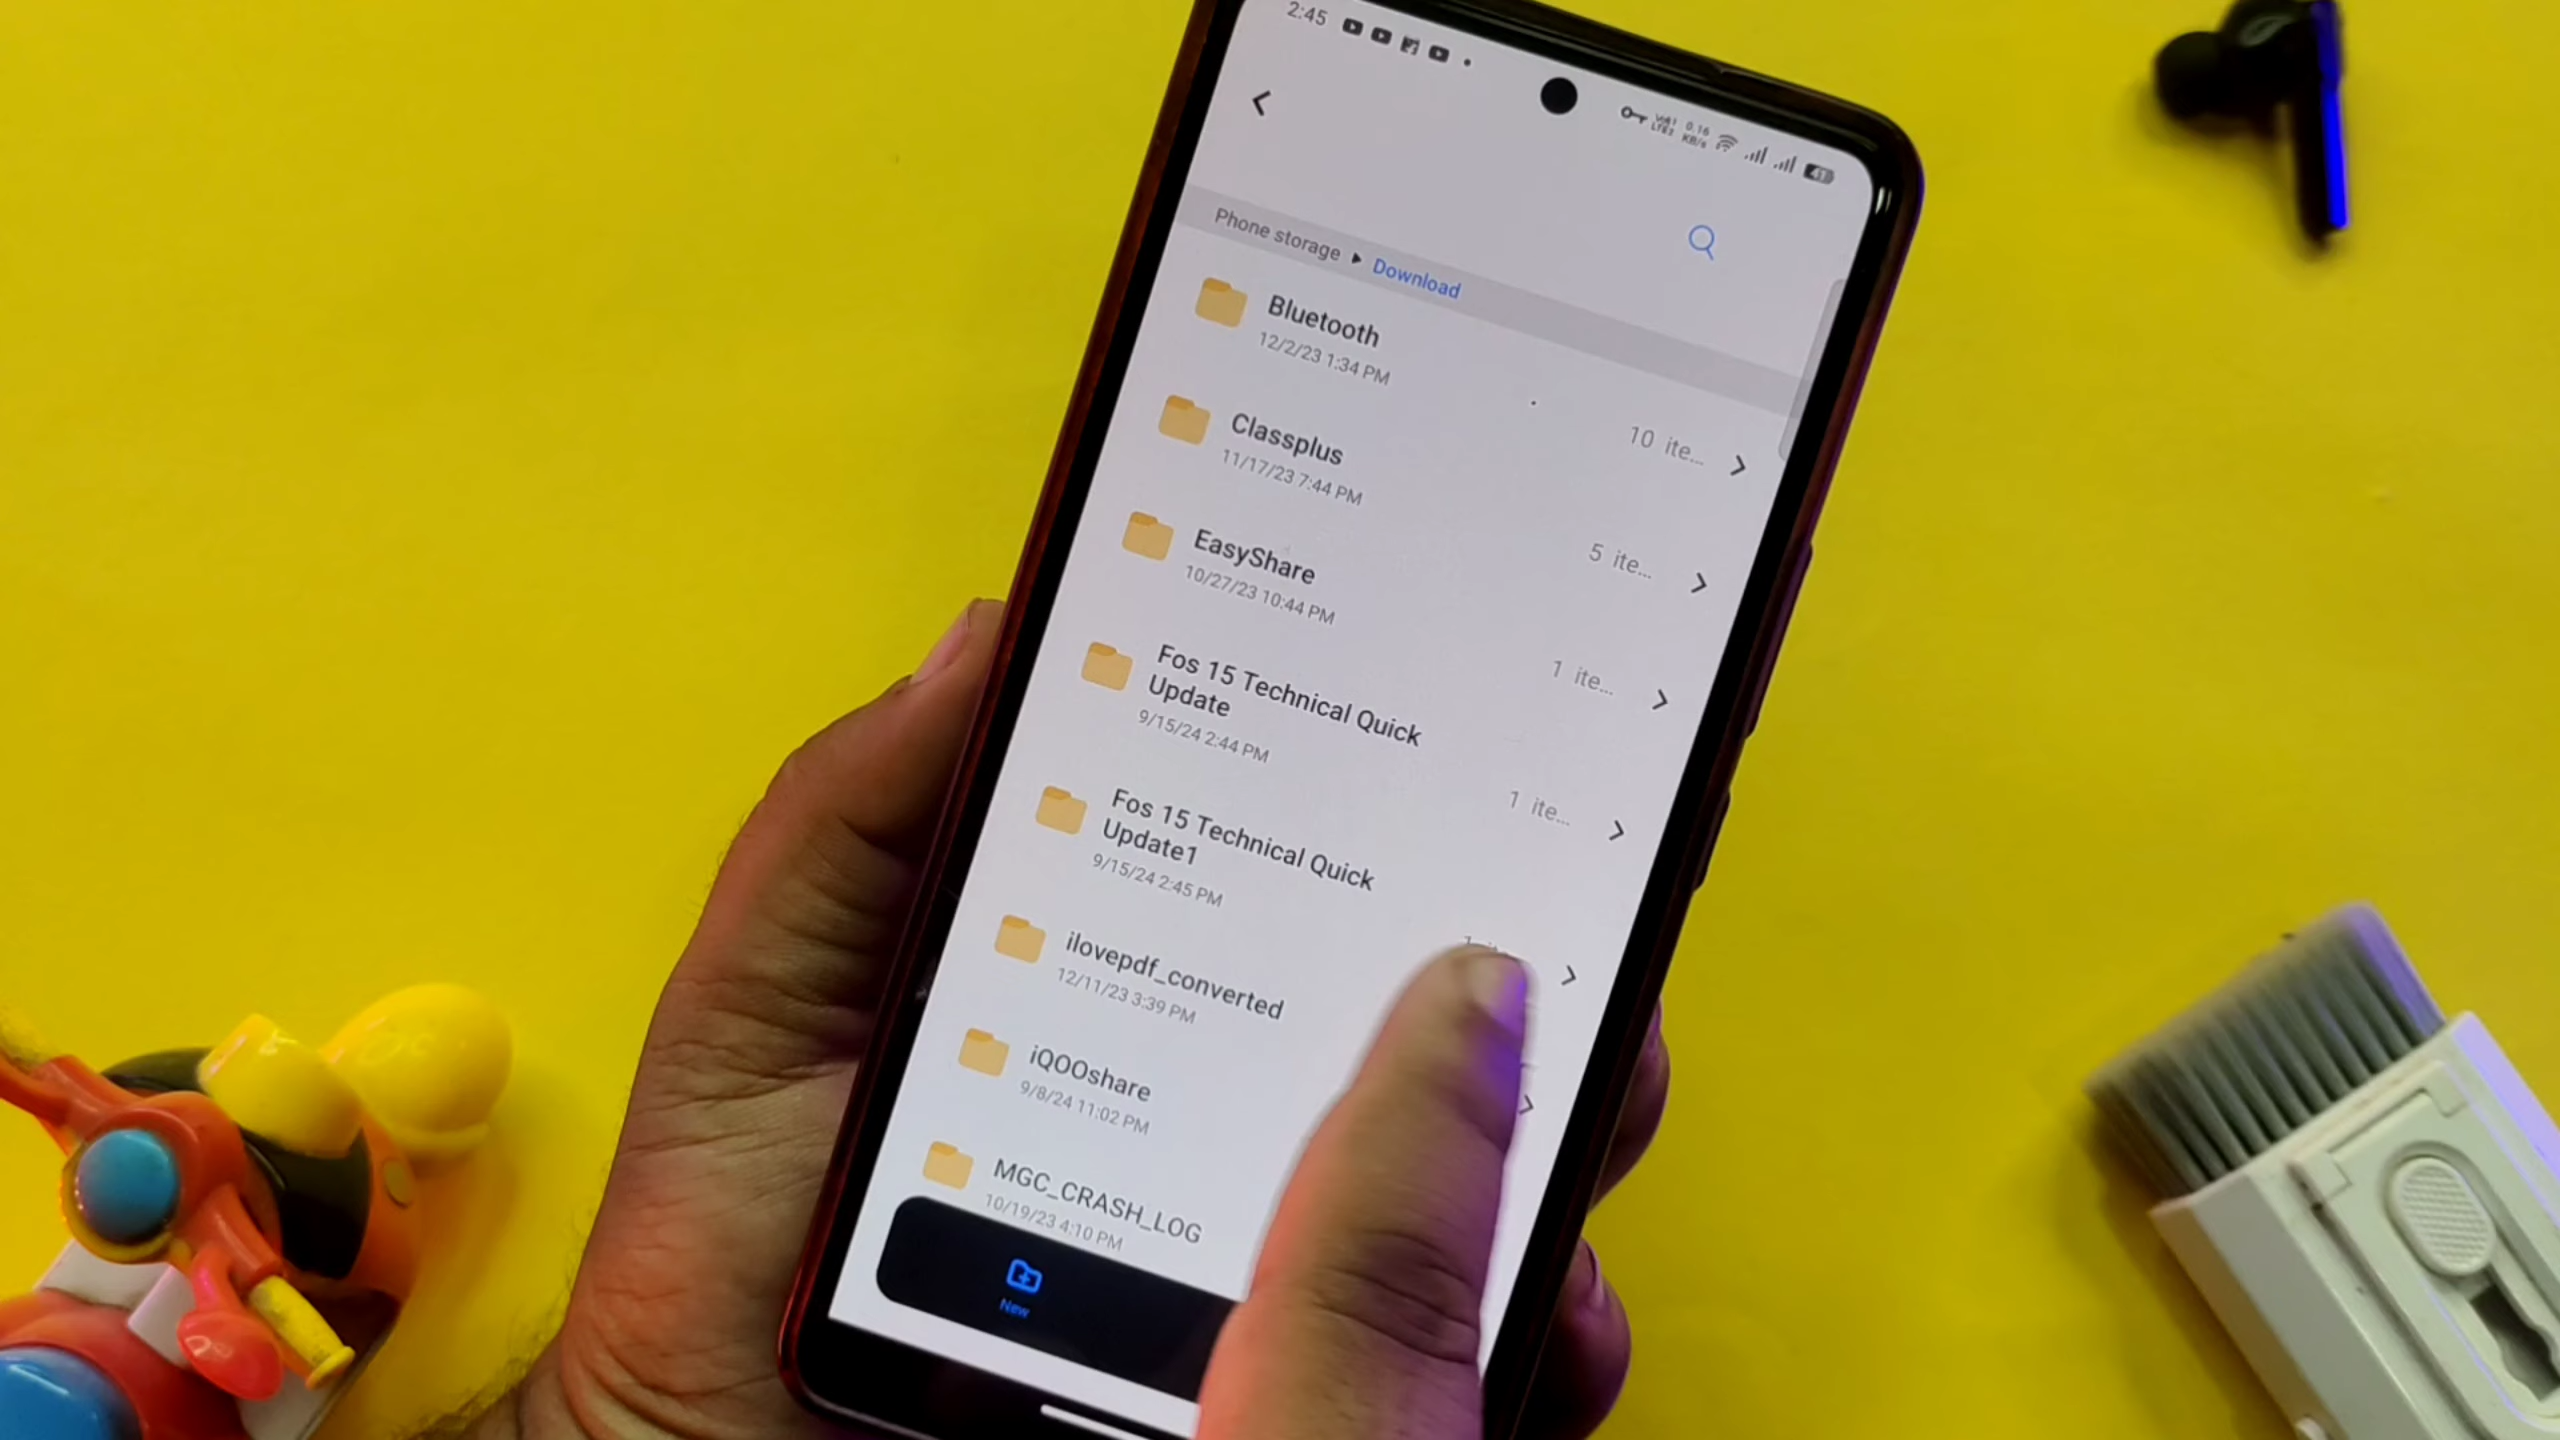 2:45
0.16
KB/s
41
Phone storage ▸ Download
Bluetooth
12/2/23 1:34 PM
10 ite...
Classplus
11/17/23 7:44 PM
5 ite...
EasyShare
10/27/23 10:44 PM
1 ite...
Fos 15 Technical Quick
Update
9/15/24 2:44 PM
1 ite...
Fos 15 Technical Quick
Update1
9/15/24 2:45 PM
ilovepdf_converted
12/11/23 3:39 PM
iQOOshare
9/8/24 11:02 PM
MGC_CRASH_LOG
10/19/23 4:10 PM
New